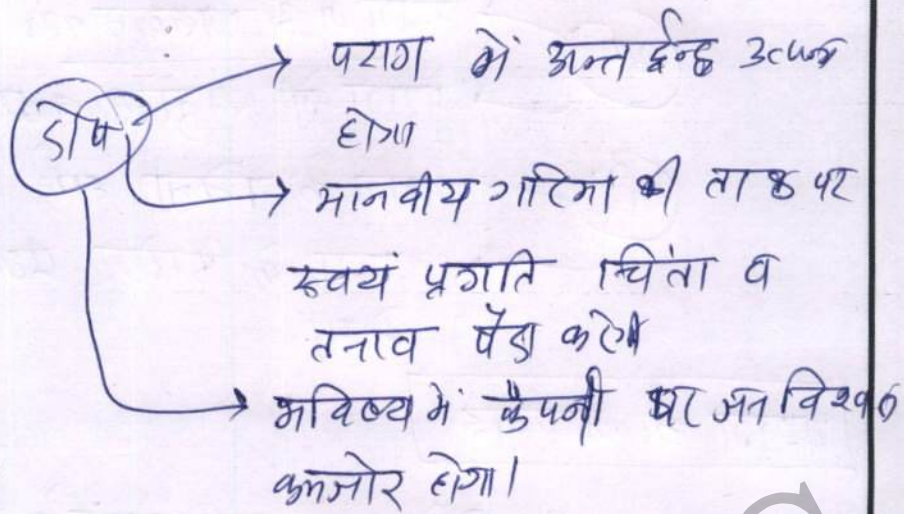 दोष
पराग में अन्तर्द्वन्द्व उत्पन्न
होगा
मानवीय गरिमा की ताक पर
स्वयं प्रगति चिंता व
तनाव पैदा करेगा
भविष्य में कंपनी पर जन विश्वास
कमजोर होगा।